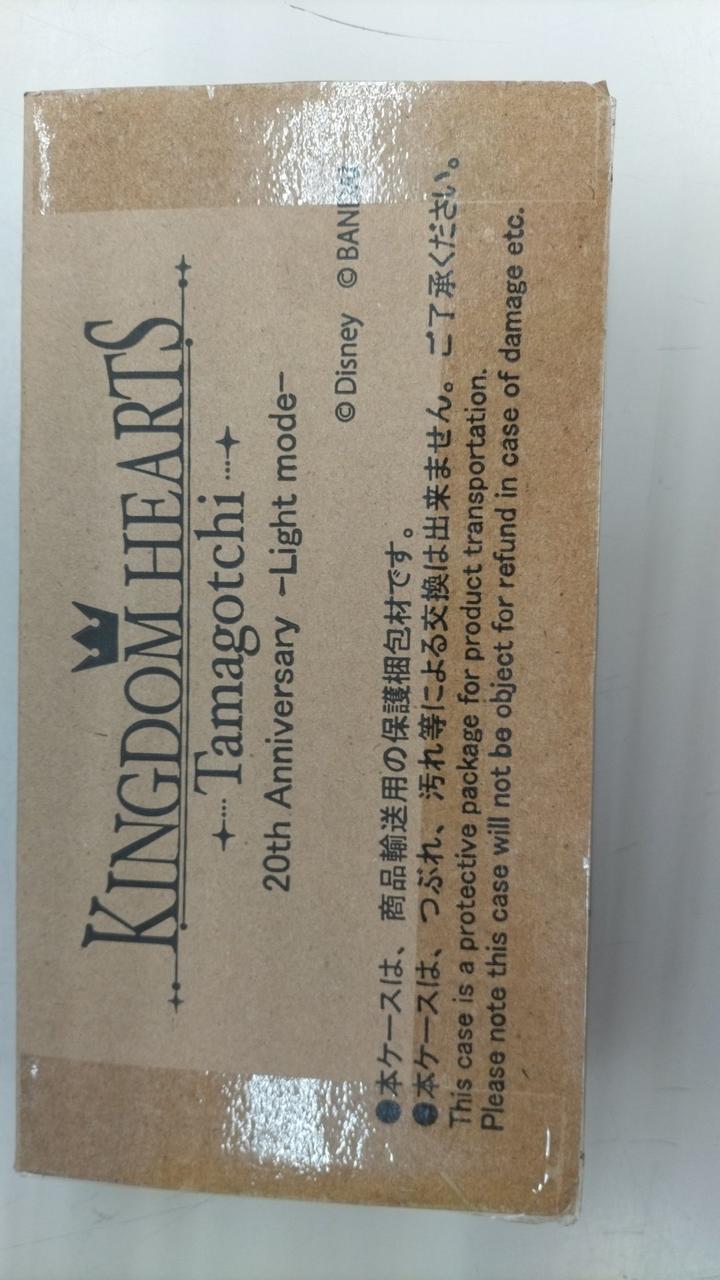 KINGDOM HEARTS
Tamagotchi
20th Anniversary -Light mode-
© Disney ©
●本ケースは、商品輸送用の保護梱包材です。
●本ケースは、つぶれ、汚れ等による交換は出来ません。ご了承ください。
This case is a protective package for product transportation.
Please note this case will not be object for refund in case of damage etc.